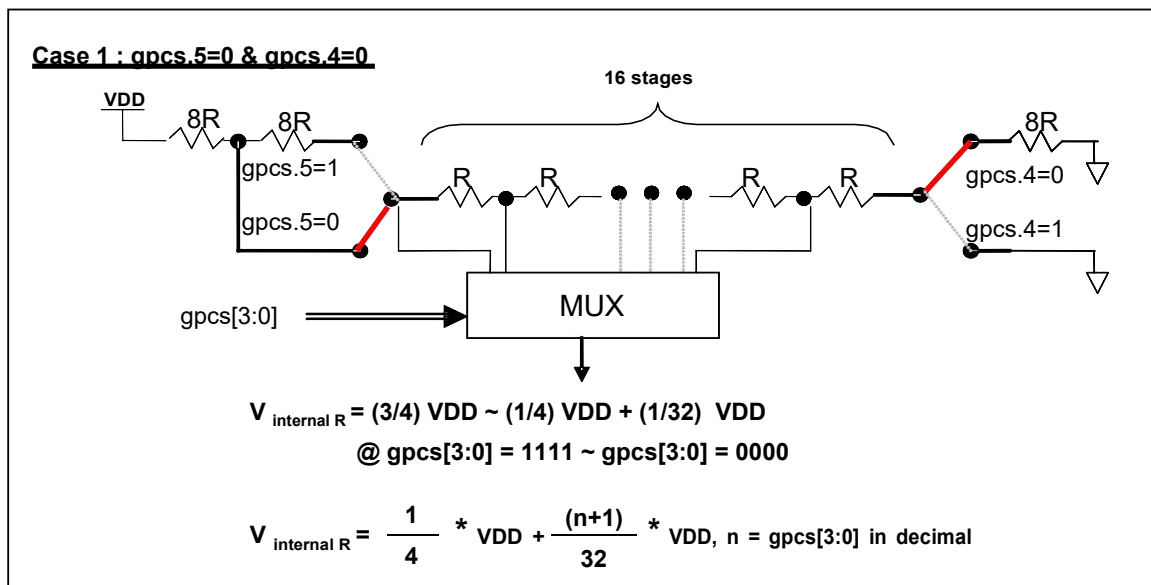 Case 1 : gpcs.5=0 & gpcs.4=0
16 stages
VDD
8R 8R
8R
gpcs.5=1
gpcs.5=0
R R R R
gpcs.4=0
gpcs.4=1
MUX
gpcs[3:0]
V internal R = (3/4) VDD ~ (1/4) VDD + (1/32) VDD
@ gpcs[3:0] = 1111 ~ gpcs[3:0] = 0000
V internal R = 1/4 * VDD + (n+1)/32 * VDD, n = gpcs[3:0] in decimal